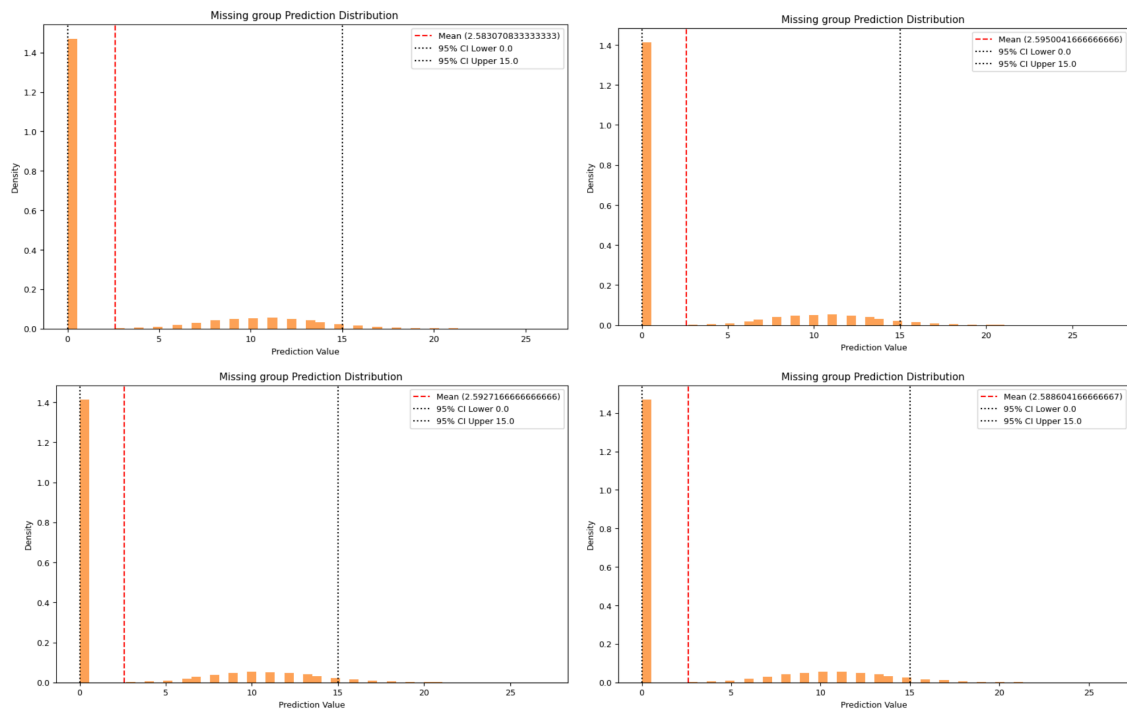 Missing group Prediction Distribution
Mean (2.583070833333333)
95% CI Lower 0.0
95% CI Upper 15.0
Density
1.4
1.2
1.0
0.8
0.6
0.4
0.2
0.0
0 5 10 15 20 25
Prediction Value
Missing group Prediction Distribution
Mean (2.5950041666666666)
95% CI Lower 0.0
95% CI Upper 15.0
Density
1.4
1.2
1.0
0.8
0.6
0.4
0.2
0.0
0 5 10 15 20 25
Prediction Value
Missing group Prediction Distribution
Mean (2.5927166666666666)
95% CI Lower 0.0
95% CI Upper 15.0
Density
1.4
1.2
1.0
0.8
0.6
0.4
0.2
0.0
0 5 10 15 20 25
Prediction Value
Missing group Prediction Distribution
Mean (2.588604166666667)
95% CI Lower 0.0
95% CI Upper 15.0
Density
1.4
1.2
1.0
0.8
0.6
0.4
0.2
0.0
0 5 10 15 20 25
Prediction Value